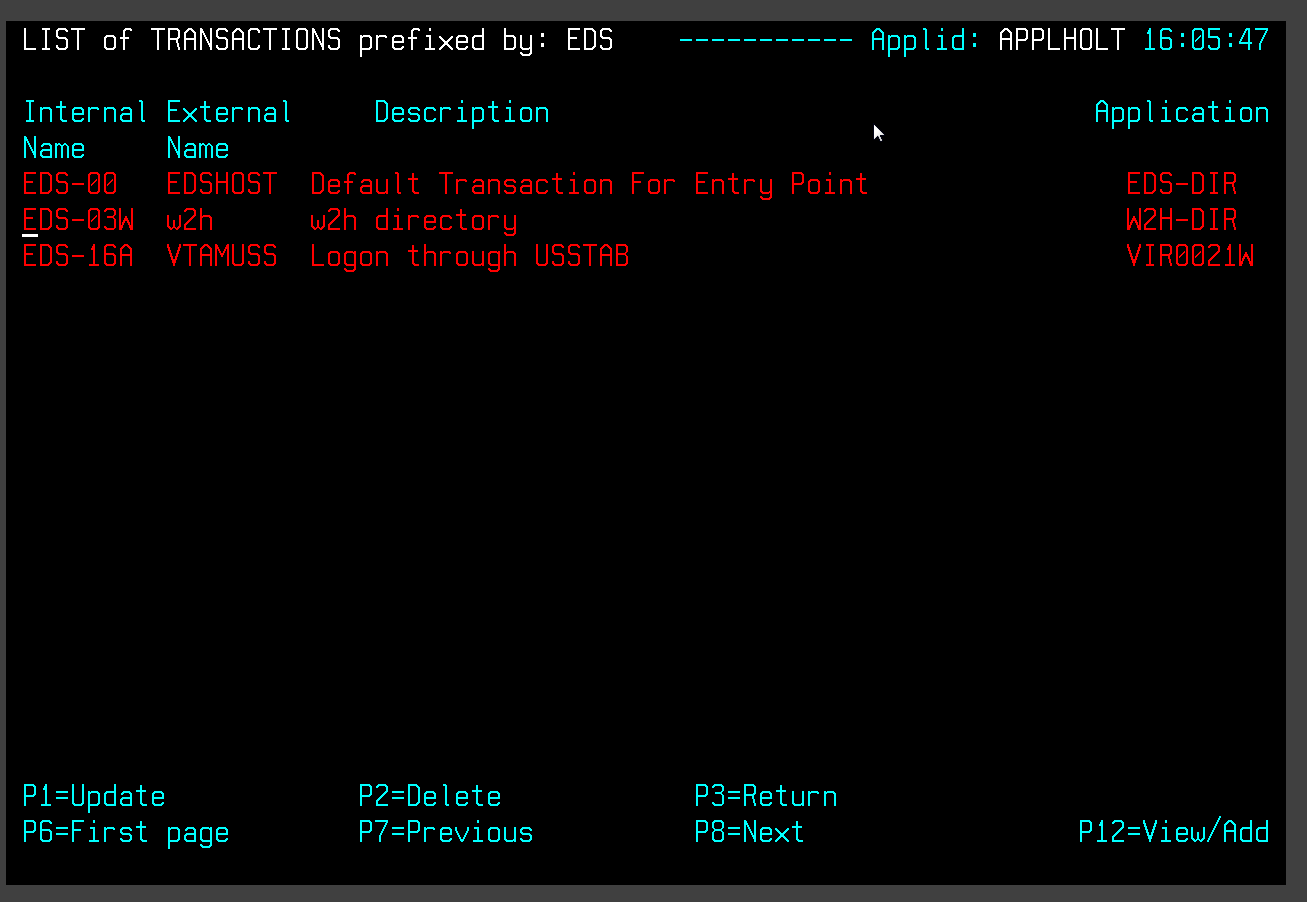 LIST of TRANSACTIONS prefixed by: EDS ----------- Applid: APPLHOLT 16:05:47
Internal External Description Application
Name Name
EDS-00 EDSHOST Default Transaction For Entry Point EDS-DIR
EDS-03W w2h w2h directory W2H-DIR
EDS-16A VTAMUSS Logon through USSTAB VIR0021W
P1=Update P2=Delete P3=Return
P6=First page P7=Previous P8=Next P12=View/Add